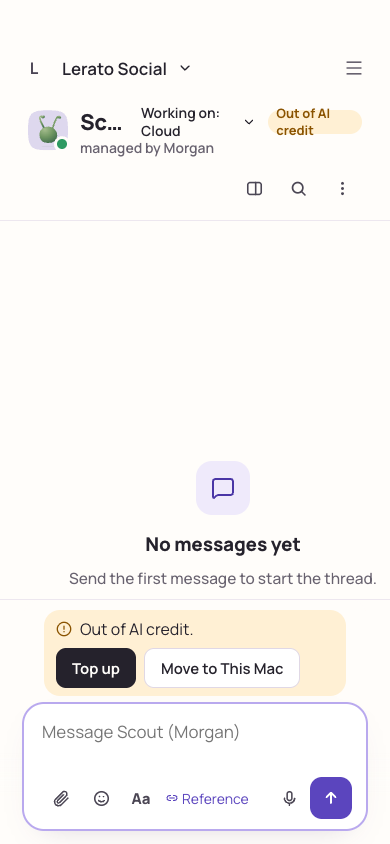 L Lerato Social
Sc... Working on: Cloud Out of AI credit
managed by Morgan
No messages yet
Send the first message to start the thread.
Out of AI credit.
Top up Move to This Mac
Message Scout (Morgan)
Aa Reference